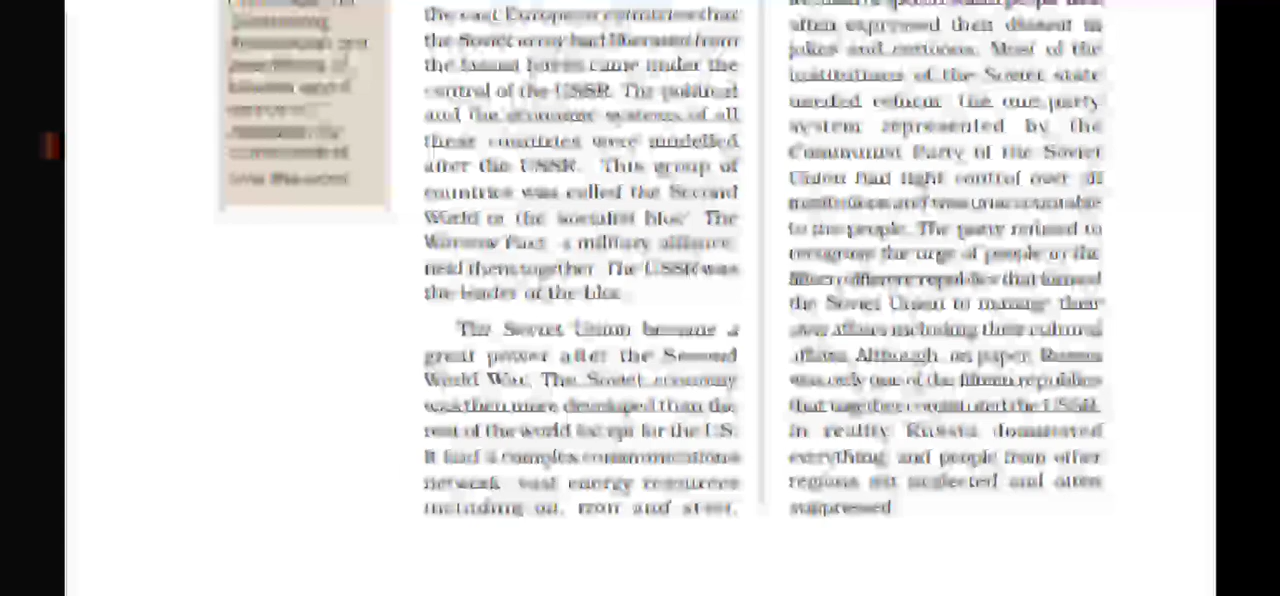 the east European countries that
the Soviet army had liberated from
the fascist forces came under the
control of the USSR. The political
and the economic systems of all
these countries were modelled
after the USSR. This group of
countries was called the Second
World or the 'socialist bloc'. The
Warsaw Pact, a military alliance,
held them together. The USSR was
the leader of the bloc.
The Soviet Union became a
great power after the Second
World War. The Soviet economy
was then more developed than the
rest of the world except for the US.
It had a complex communications
network, vast energy resources
including oil, iron and steel,
often expressed their dissent in
jokes and cartoons. Most of the
institutions of the Soviet state
needed reform: the one-party
system represented by the
Communist Party of the Soviet
Union had tight control over all
institutions and was unaccountable
to the people. The party refused to
recognise the urge of people in the
fifteen different republics that formed
the Soviet Union to manage their
own affairs including their cultural
affairs. Although, on paper, Russia
was only one of the fifteen republics
that together constituted the USSR,
in reality Russia dominated
everything, and people from other
regions felt neglected and often
suppressed.